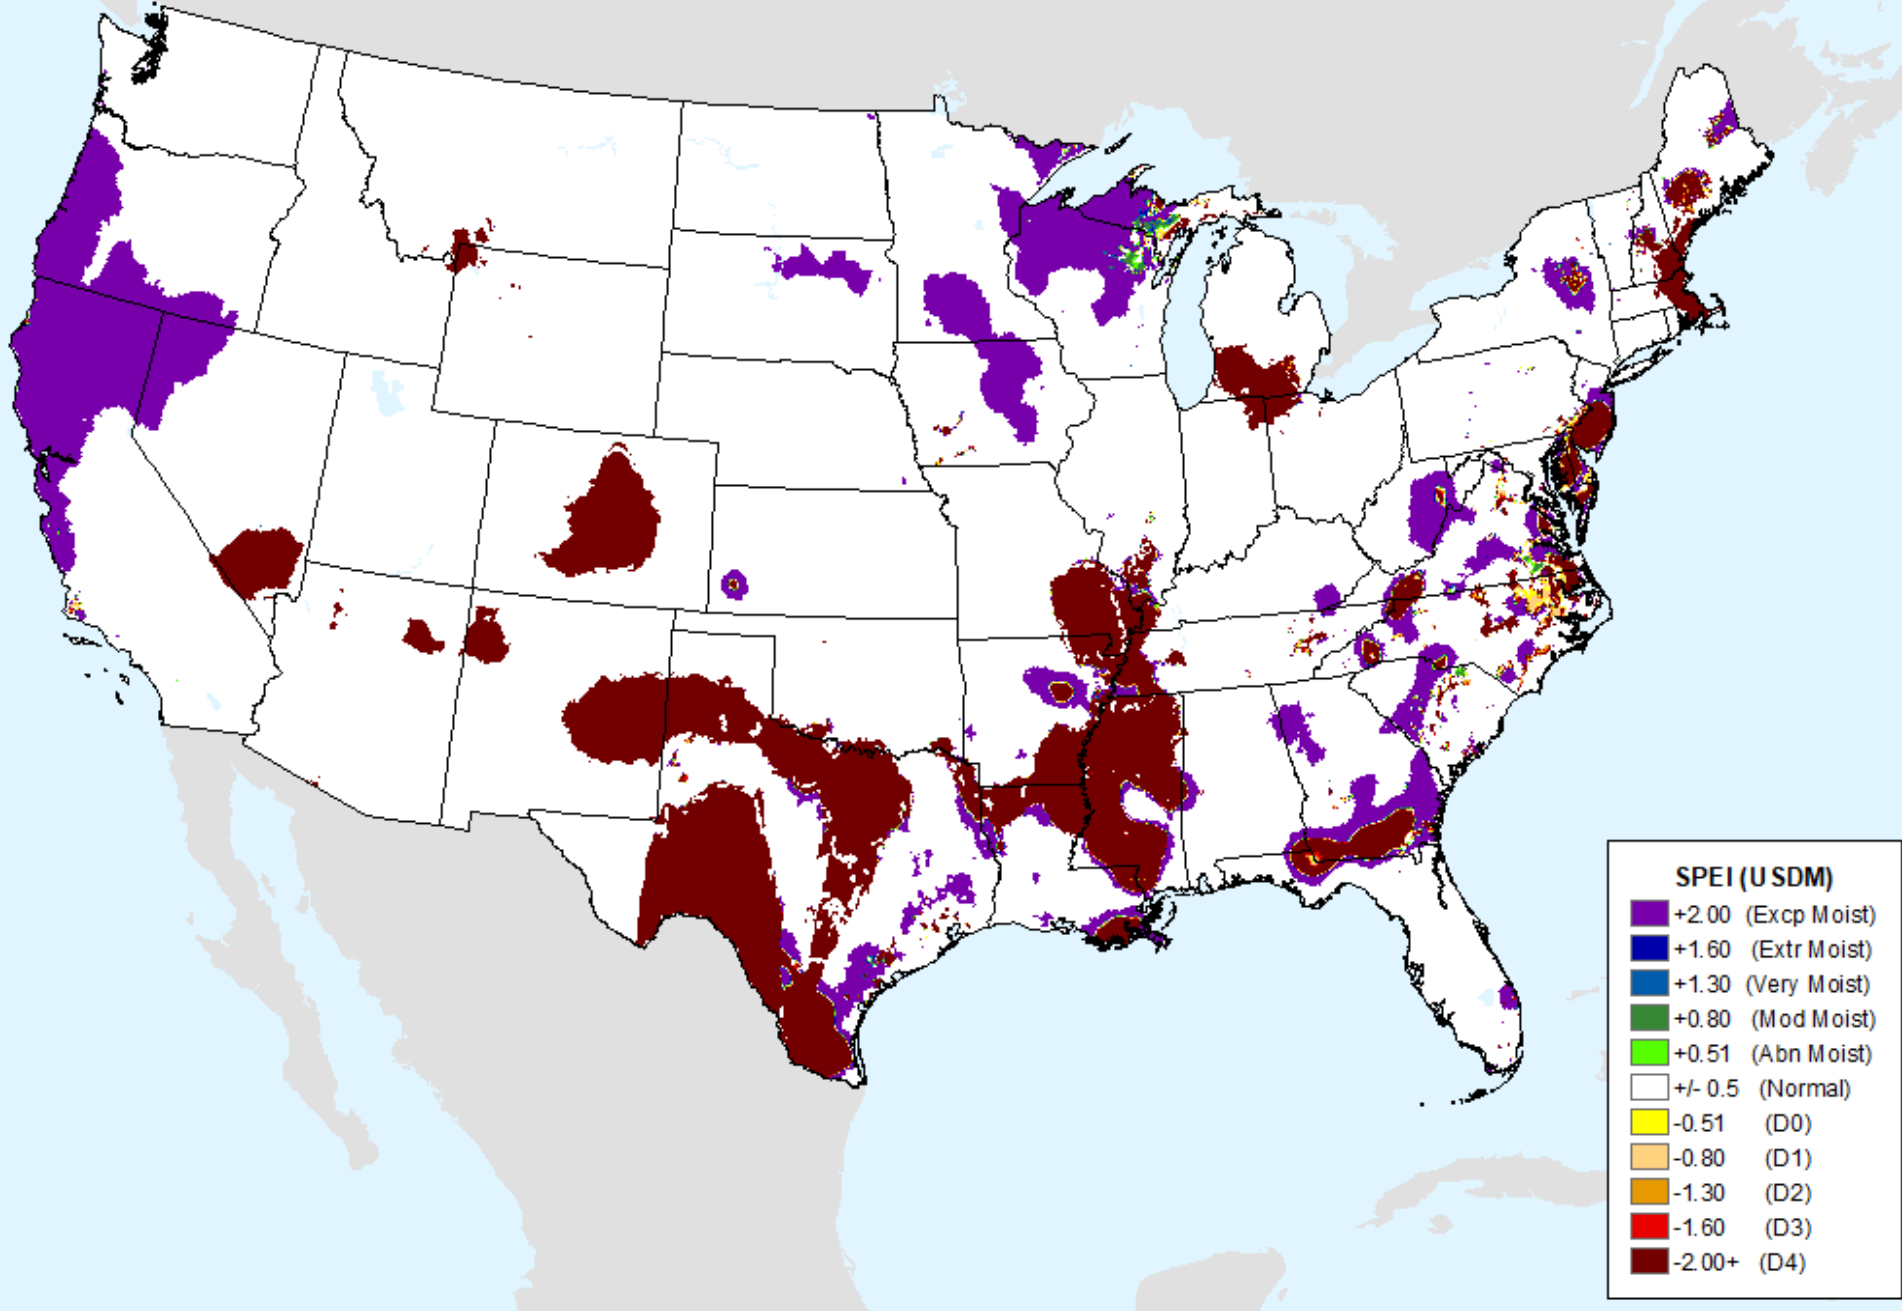 SPEI (USDM)
+2.00 (Excp Moist)
+1.60 (Extr Moist)
+1.30 (Very Moist)
+0.80 (Mod Moist)
+0.51 (Abn Moist)
+/- 0.5 (Normal)
-0.51 (D0)
-0.80 (D1)
-1.30 (D2)
-1.60 (D3)
-2.00+ (D4)